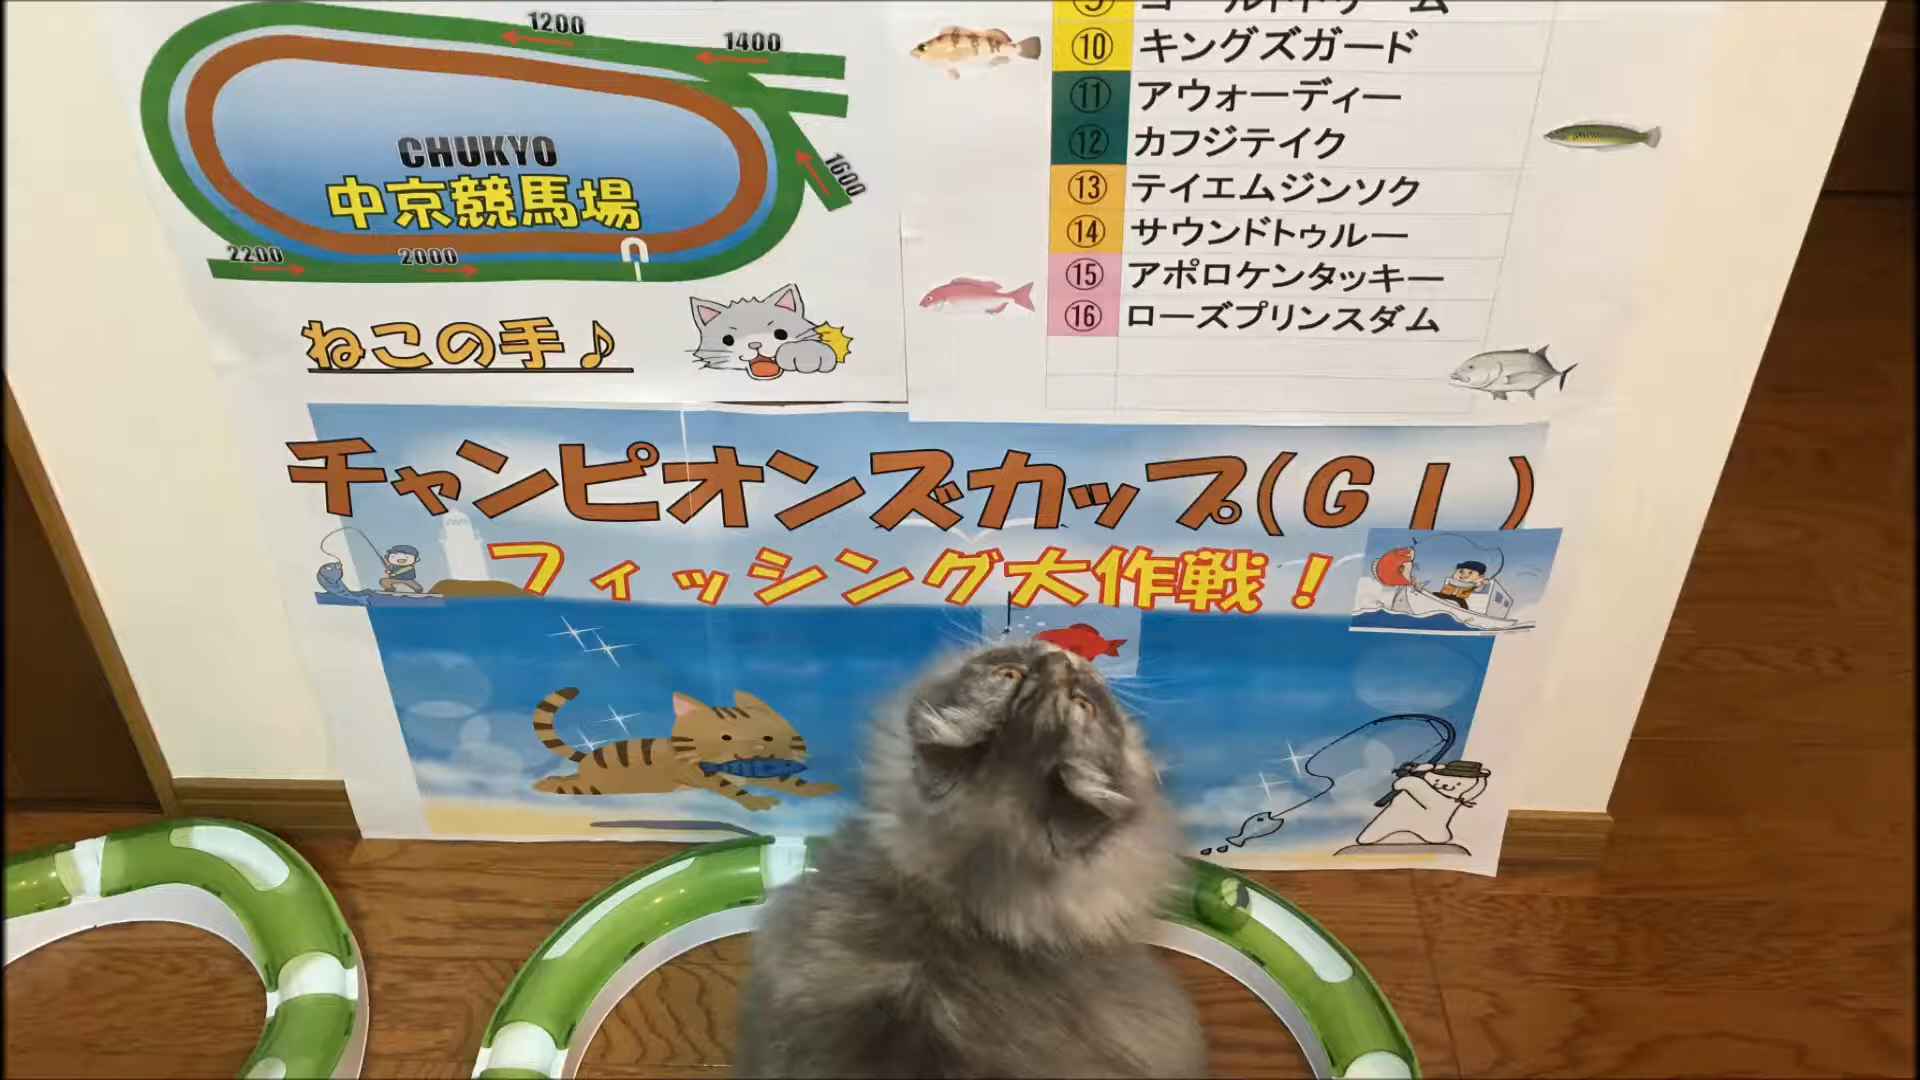 1200
1400
1600
CHUKYO
中京競馬場
2200
2000
ねこの手♪
⑩ キングズガード
⑪ アウォーディー
⑫ カフジテイク
⑬ テイエムジンソク
⑭ サウンドトゥルー
⑮ アポロケンタッキー
⑯ ローズプリンスダム
チャンピオンズカップ(GⅠ)
フィッシング大作戦!